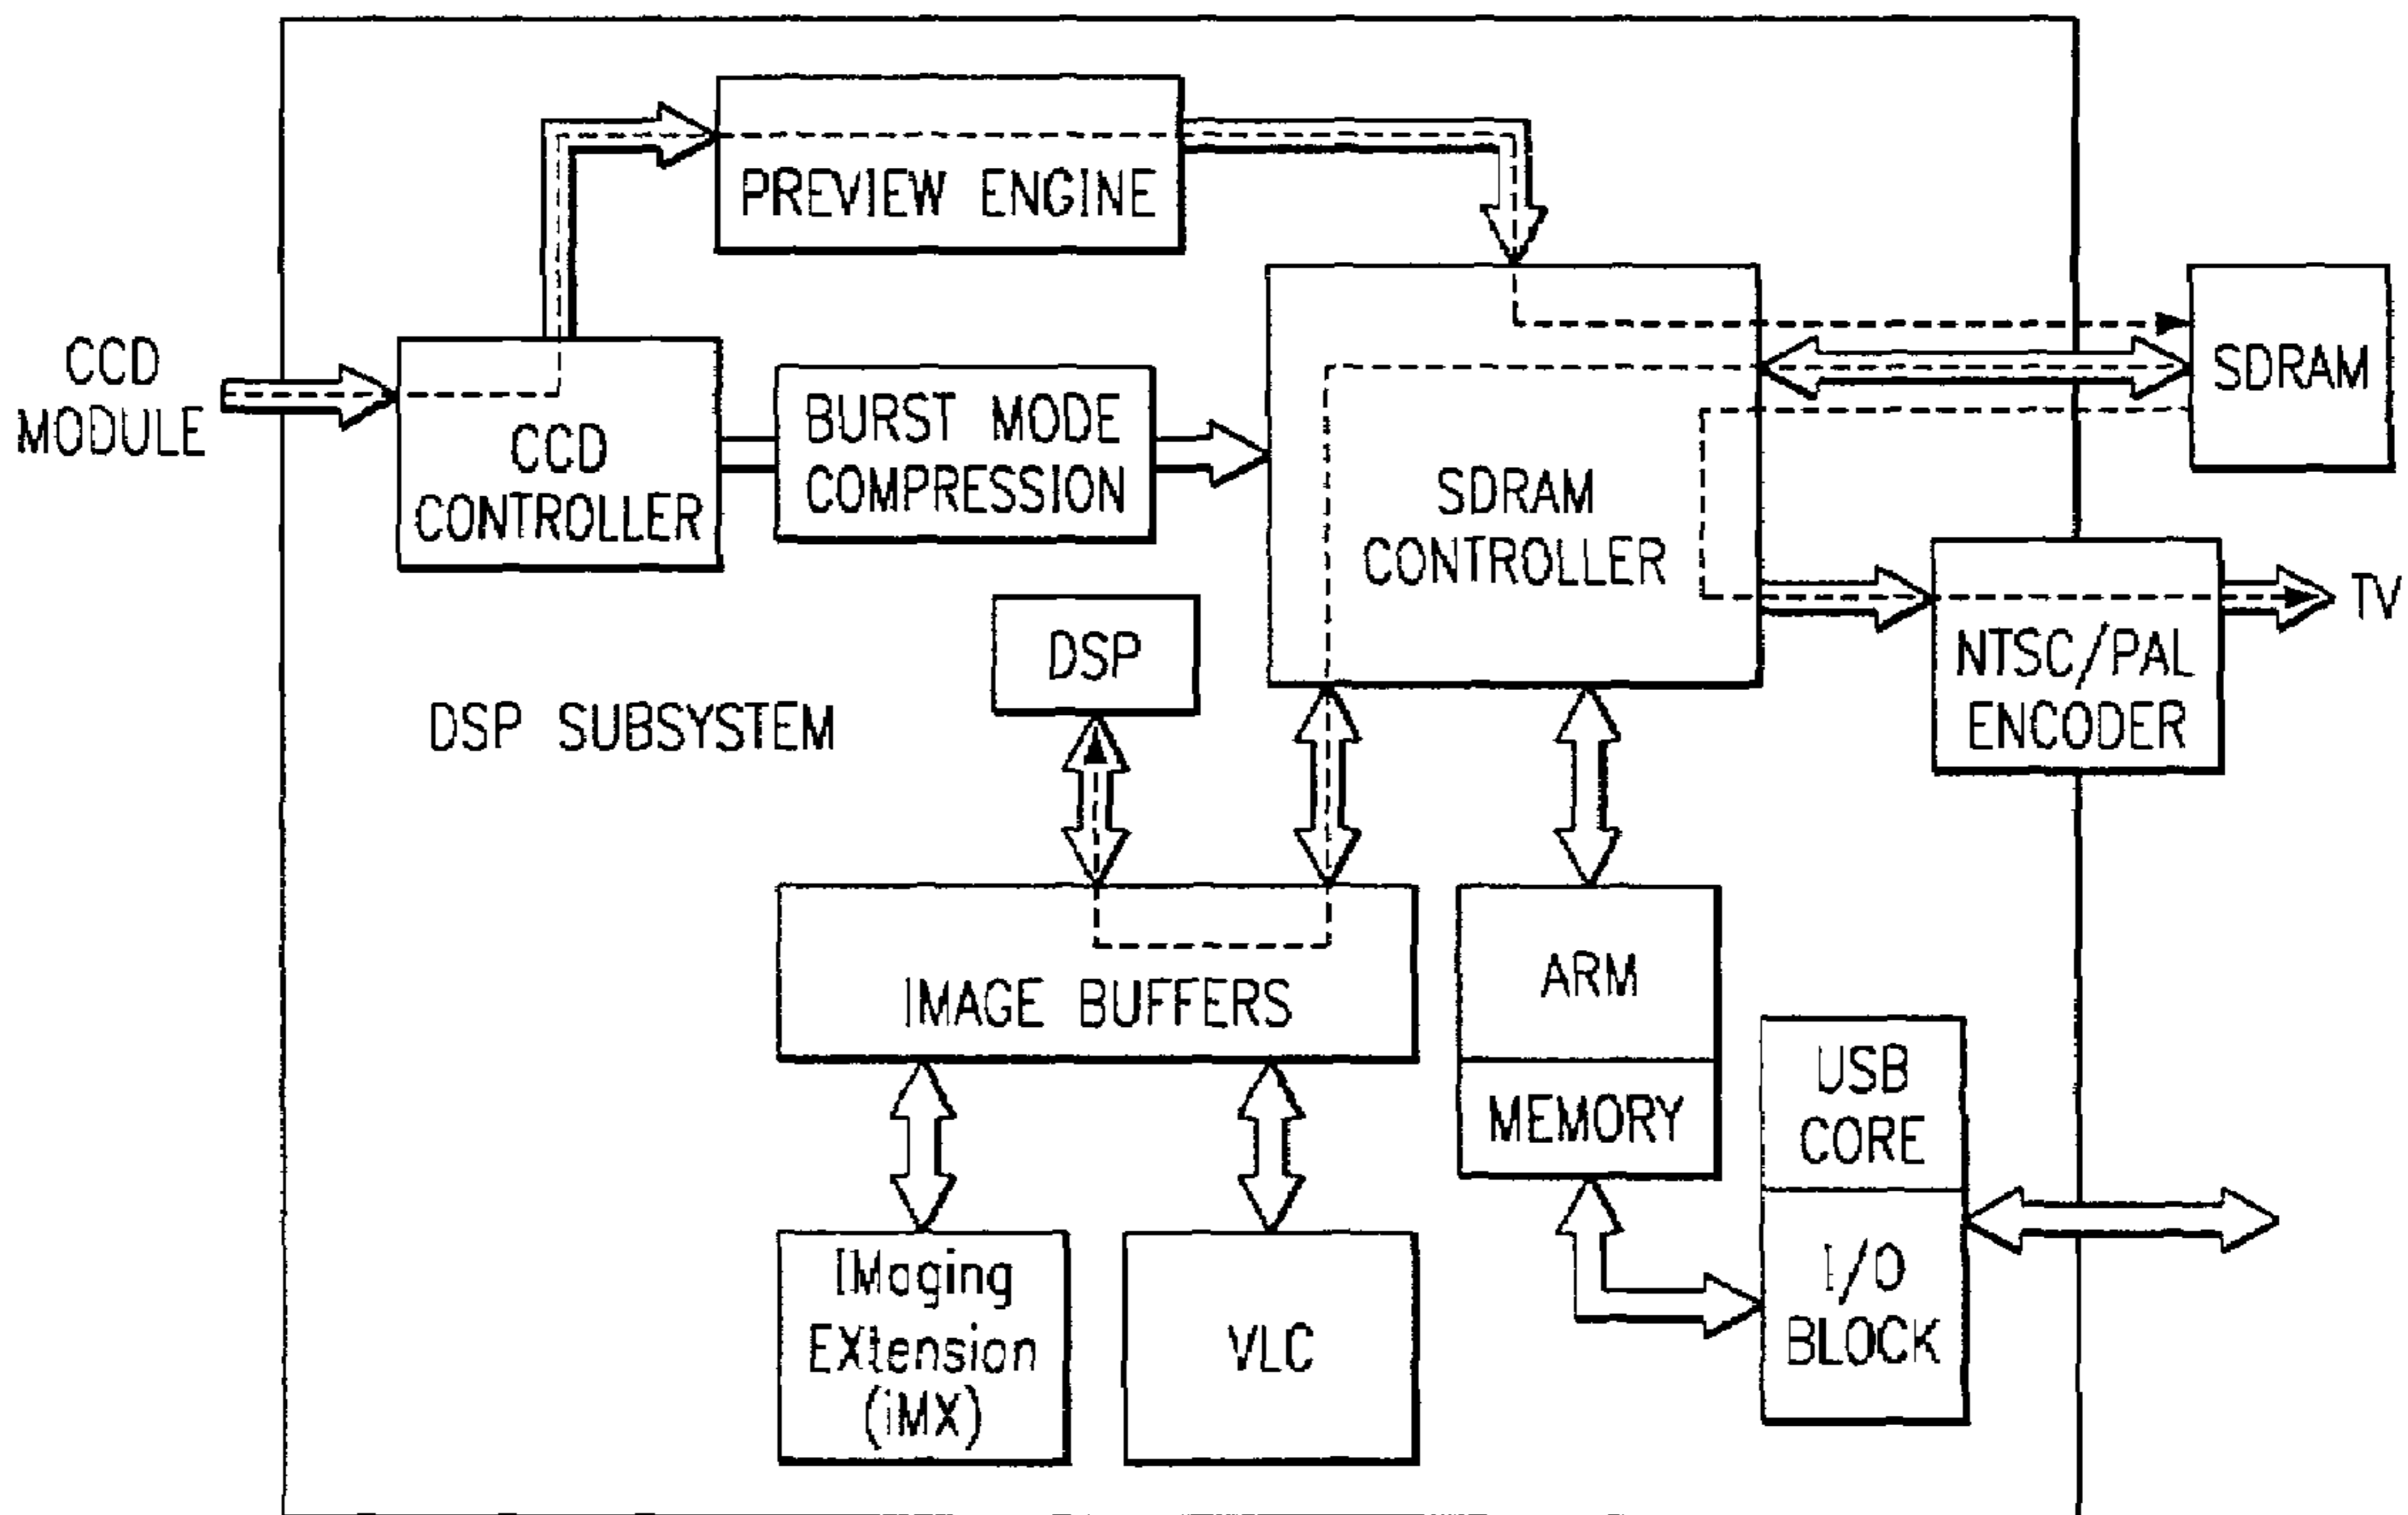 PREVIEW ENGINE
CCD
MODULE
CCD
CONTROLLER
BURST MODE
COMPRESSION
SDRAM
CONTROLLER
SDRAM
NTSC/PAL
ENCODER
TV
DSP
DSP SUBSYSTEM
IMAGE BUFFERS
ARM
MEMORY
USB
CORE
I/O
BLOCK
IMaging
EXtension
(iMX)
VLC